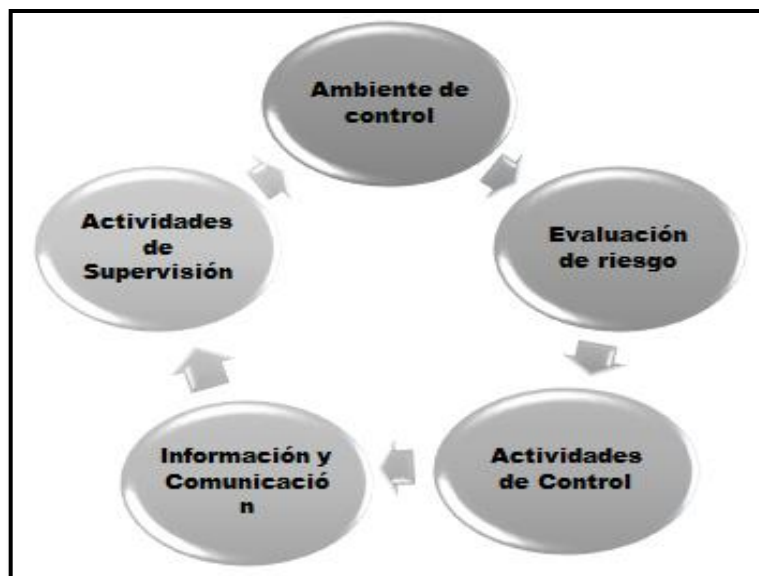 Ambiente de
control
Evaluación
de riesgo
Actividades
de Control
Información y
Comunicació
n
Actividades
de
Supervisión